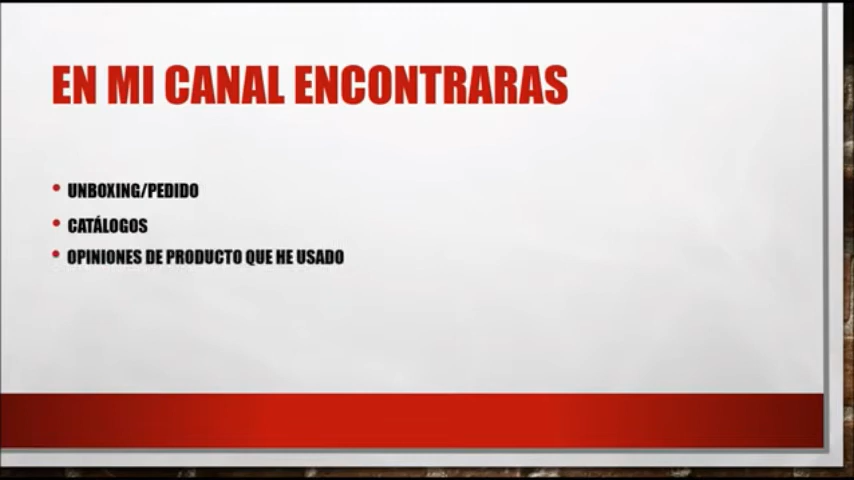 EN MI CANAL ENCONTRARAS
• UNBOXING/PEDIDO
• CATÁLOGOS
• OPINIONES DE PRODUCTO QUE HE USADO